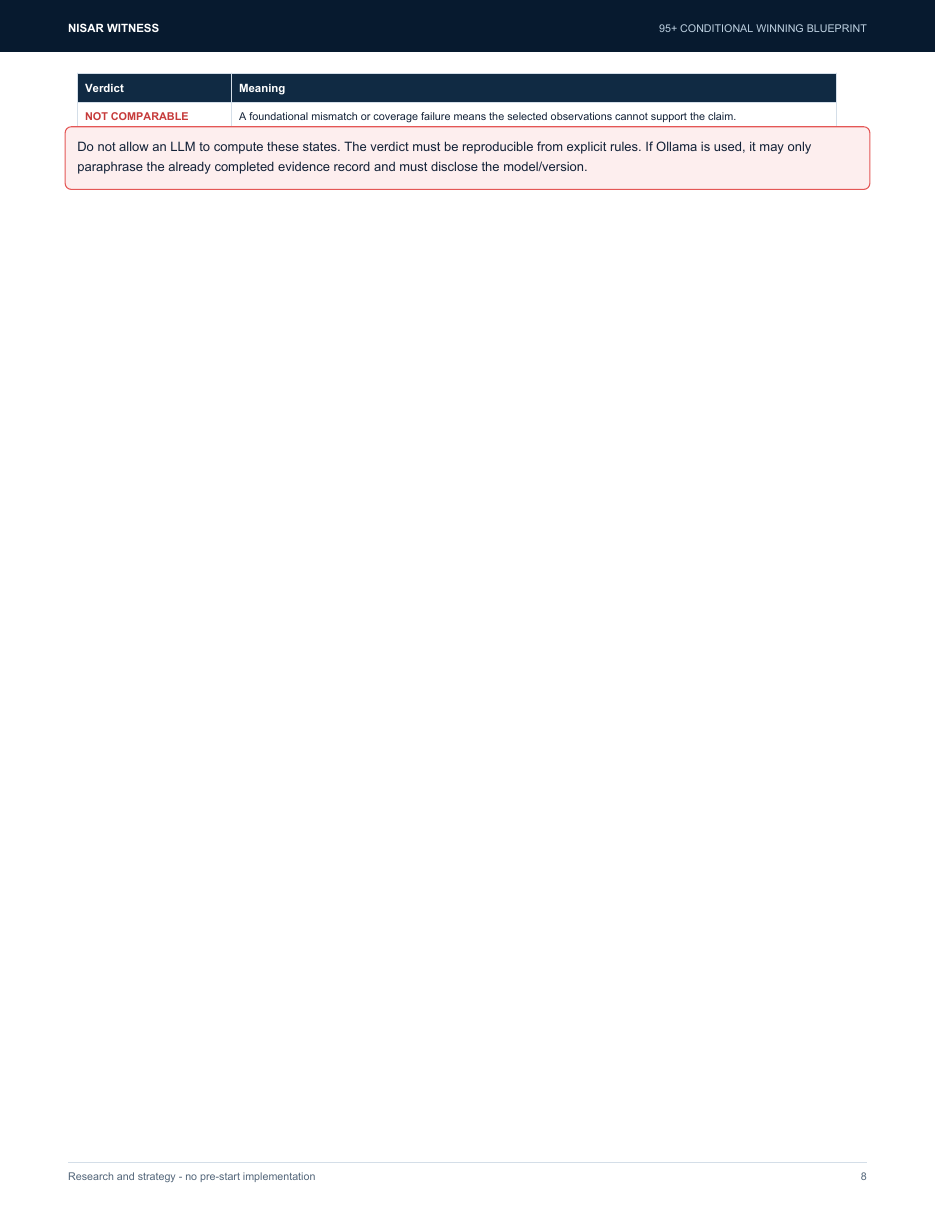 NISAR WITNESS
95+ CONDITIONAL WINNING BLUEPRINT
Verdict Meaning
NOT COMPARABLE A foundational mismatch or coverage failure means the selected observations cannot support the claim.
Do not allow an LLM to compute these states. The verdict must be reproducible from explicit rules. If Ollama is used, it may only
paraphrase the already completed evidence record and must disclose the model/version.
Research and strategy - no pre-start implementation
8